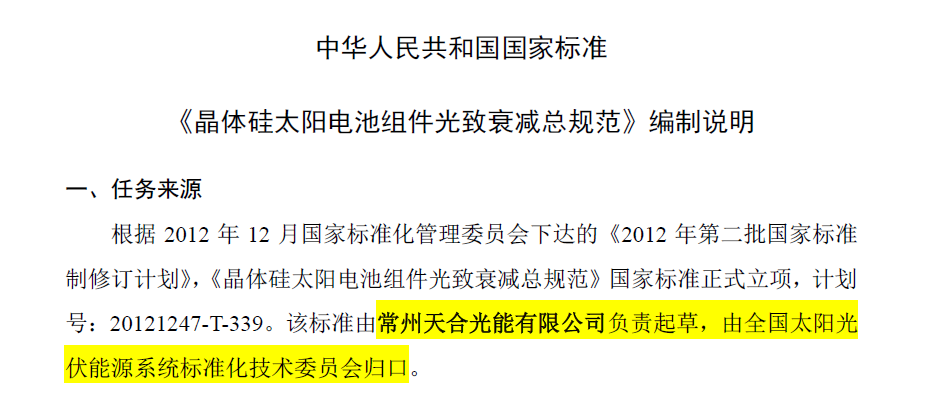 中华人民共和国国家标准
《晶体硅太阳电池组件光致衰减总规范》编制说明
一、任务来源
根据 2012 年 12 月国家标准化管理委员会下达的《2012 年第二批国家标准
制修订计划》,《晶体硅太阳电池组件光致衰减总规范》国家标准正式立项，计划
号：20121247-T-339。该标准由常州天合光能有限公司负责起草，由全国太阳光
伏能源系统标准化技术委员会归口。